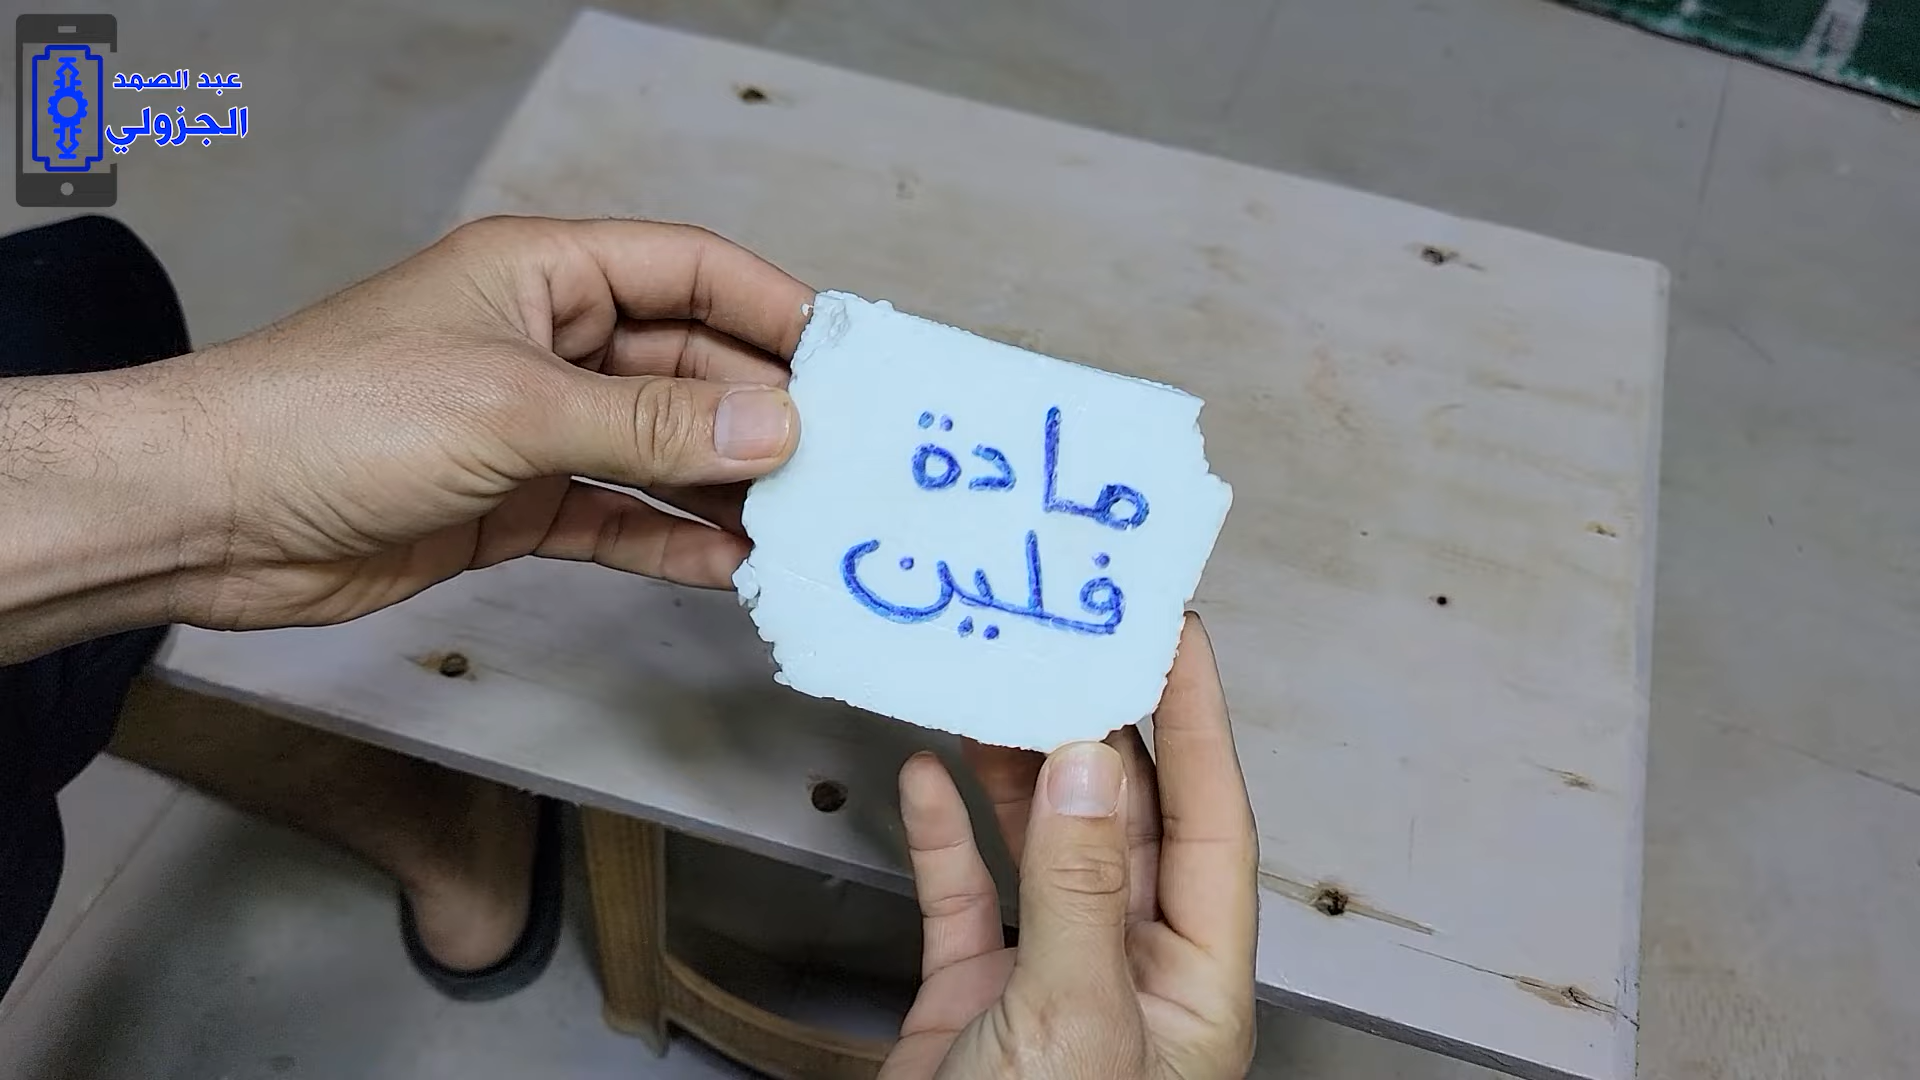 عبد الصمد
الجزولي
مادة
فلين